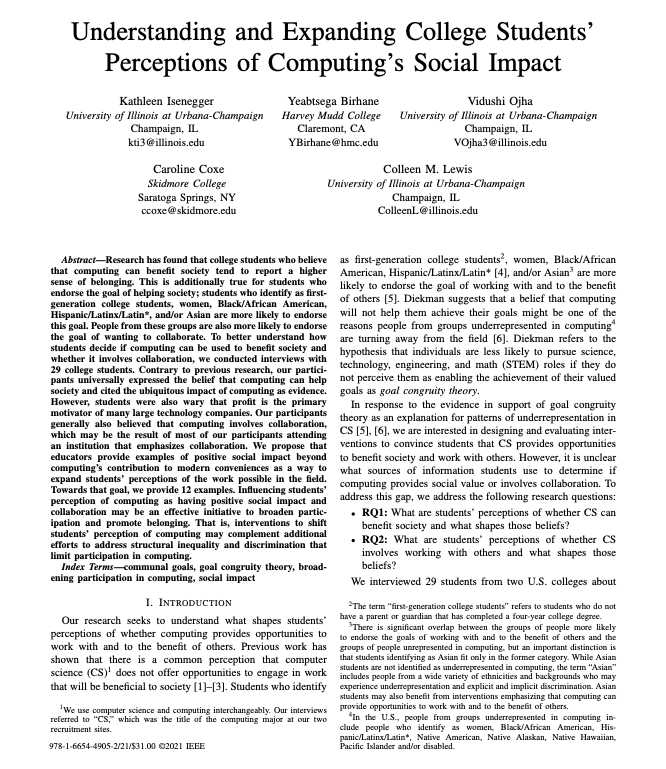 Understanding and Expanding College Students’
Perceptions of Computing’s Social Impact
Kathleen Isenegger
University of Illinois at Urbana-Champaign
Champaign, IL
kti3@illinois.edu
Yeabtsega Birhane
Harvey Mudd College
Claremont, CA
YBirhane@hmc.edu
Vidushi Ojha
University of Illinois at Urbana-Champaign
Champaign, IL
VOjha3@illinois.edu
Caroline Coxe
Skidmore College
Saratoga Springs, NY
ccoxe@skidmore.edu
Colleen M. Lewis
University of Illinois at Urbana-Champaign
Champaign, IL
ColleenL@illinois.edu
Abstract—Research has found that college students who believe
that computing can benefit society tend to report a higher
sense of belonging. This is additionally true for students who
endorse the goal of helping society; students who identify as first-
generation college students, women, Black/African American,
Hispanic/Latinx/Latin*, and/or Asian are more likely to endorse
this goal. People from these groups are also more likely to endorse
the goal of wanting to collaborate. To better understand how
students decide if computing can be used to benefit society and
whether it involves collaboration, we conducted interviews with
29 college students. Contrary to previous research, our partici-
pants universally expressed the belief that computing can help
society and cited the ubiquitous impact of computing as evidence.
However, students were also wary that profit is the primary
motivator of many large technology companies. Our participants
generally also believed that computing involves collaboration,
which may be the result of most of our participants attending
an institution that emphasizes collaboration. We propose that
educators provide examples of positive social impact beyond
computing’s contribution to modern conveniences as a way to
expand students’ perceptions of the work possible in the field.
Towards that goal, we provide 12 examples. Influencing students’
perception of computing as having positive social impact and
collaboration may be an effective initiative to broaden partic-
ipation and promote belonging. That is, interventions to shift
students’ perception of computing may complement additional
efforts to address structural inequality and discrimination that
limit participation in computing.
Index Terms—communal goals, goal congruity theory, broad-
ening participation in computing, social impact
I. INTRODUCTION
Our research seeks to understand what shapes students’
perceptions of whether computing provides opportunities to
work with and to the benefit of others. Previous work has
shown that there is a common perception that computer
science (CS)1 does not offer opportunities to engage in work
that will be beneficial to society [1]–[3]. Students who identify
1We use computer science and computing interchangeably. Our interviews
referred to “CS,” which was the title of the computing major at our two
recruitment sites.
978-1-6654-4905-2/21/$31.00 ©2021 IEEE
as first-generation college students2, women, Black/African
American, Hispanic/Latinx/Latin* [4], and/or Asian3 are more
likely to endorse the goal of working with and to the benefit
of others [5]. Diekman suggests that a belief that computing
will not help them achieve their goals might be one of the
reasons people from groups underrepresented in computing4
are turning away from the field [6]. Diekman refers to the
hypothesis that individuals are less likely to pursue science,
technology, engineering, and math (STEM) roles if they do
not perceive them as enabling the achievement of their valued
goals as goal congruity theory.
In response to the evidence in support of goal congruity
theory as an explanation for patterns of underrepresentation in
CS [5], [6], we are interested in designing and evaluating inter-
ventions to convince students that CS provides opportunities
to benefit society and work with others. However, it is unclear
what sources of information students use to determine if
computing provides social value or involves collaboration. To
address this gap, we address the following research questions:
• RQ1: What are students’ perceptions of whether CS can
benefit society and what shapes those beliefs?
• RQ2: What are students’ perceptions of whether CS
involves working with others and what shapes those
beliefs?
We interviewed 29 students from two U.S. colleges about
2The term “first-generation college students” refers to students who do not
have a parent or guardian that has completed a four-year college degree.
3There is significant overlap between the groups of people more likely
to endorse the goals of working with and to the benefit of others and the
groups of people unrepresented in computing, but an important distinction is
that students identifying as Asian fit only in the former category. While Asian
students are not identified as underrepresented in computing, the term “Asian”
includes people from a wide variety of ethnicities and backgrounds who may
experience underrepresentation and explicit and implicit discrimination. Asian
students may also benefit from interventions emphasizing that computing can
provide opportunities to work with and to the benefit of others.
4In the U.S., people from groups underrepresented in computing in-
clude people who identify as women, Black/African American, His-
panic/Latinx/Latin*, Native American, Native Alaskan, Native Hawaiian,
Pacific Islander and/or disabled.